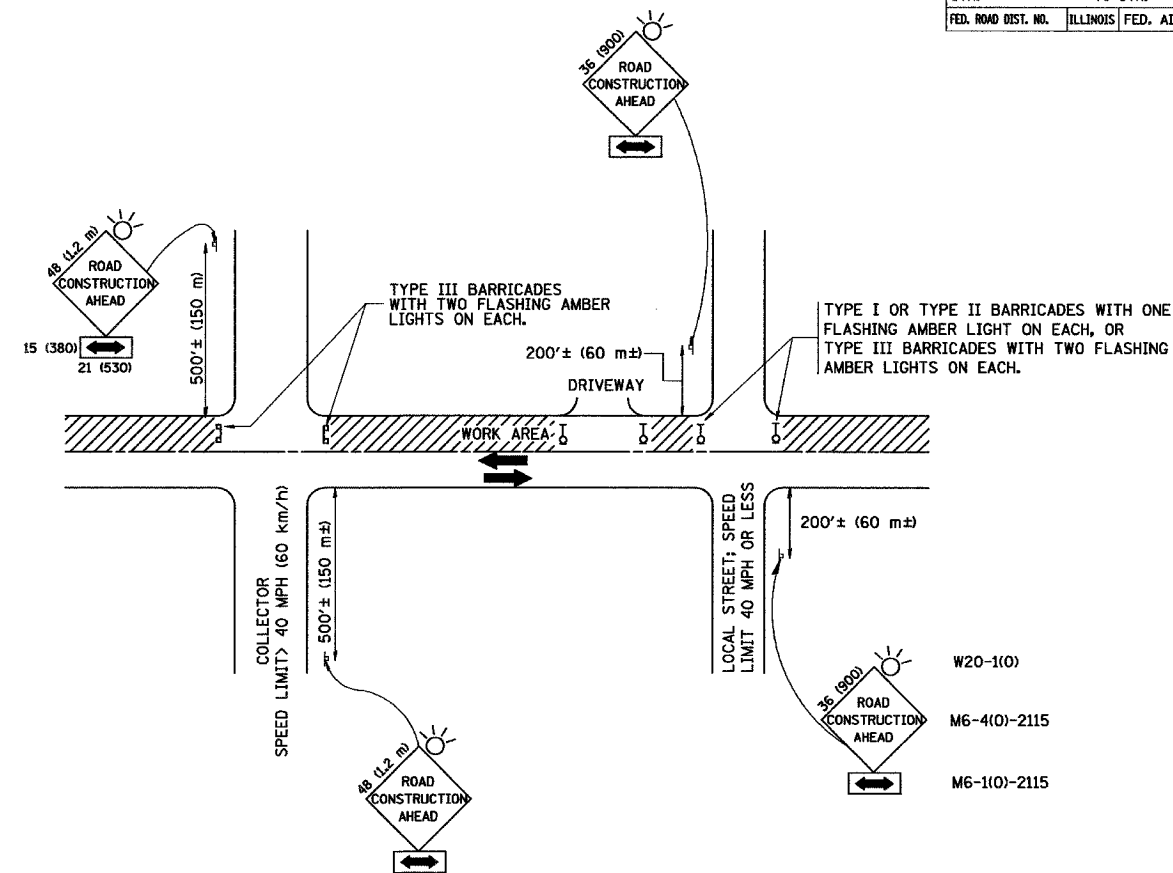 FED. ROAD DIST. NO. ILLINOIS FED. AI
36 (900)
ROAD
CONSTRUCTION
AHEAD
48 (1.2 m)
ROAD
CONSTRUCTION
AHEAD
15 (380)
21 (530)
500'± (150 m)
TYPE III BARRICADES
WITH TWO FLASHING AMBER
LIGHTS ON EACH.
200'± (60 m±)
DRIVEWAY
TYPE I OR TYPE II BARRICADES WITH ONE
FLASHING AMBER LIGHT ON EACH, OR
TYPE III BARRICADES WITH TWO FLASHING
AMBER LIGHTS ON EACH.
WORK AREA
COLLECTOR
SPEED LIMIT> 40 MPH (60 km/h)
500'± (150 m±)
LOCAL STREET; SPEED
LIMIT 40 MPH OR LESS
200'± (60 m±)
48 (1.2 m)
ROAD
CONSTRUCTION
AHEAD
36 (900)
ROAD
CONSTRUCTION
AHEAD
W20-1(O)
M6-4(O)-2115
M6-1(O)-2115